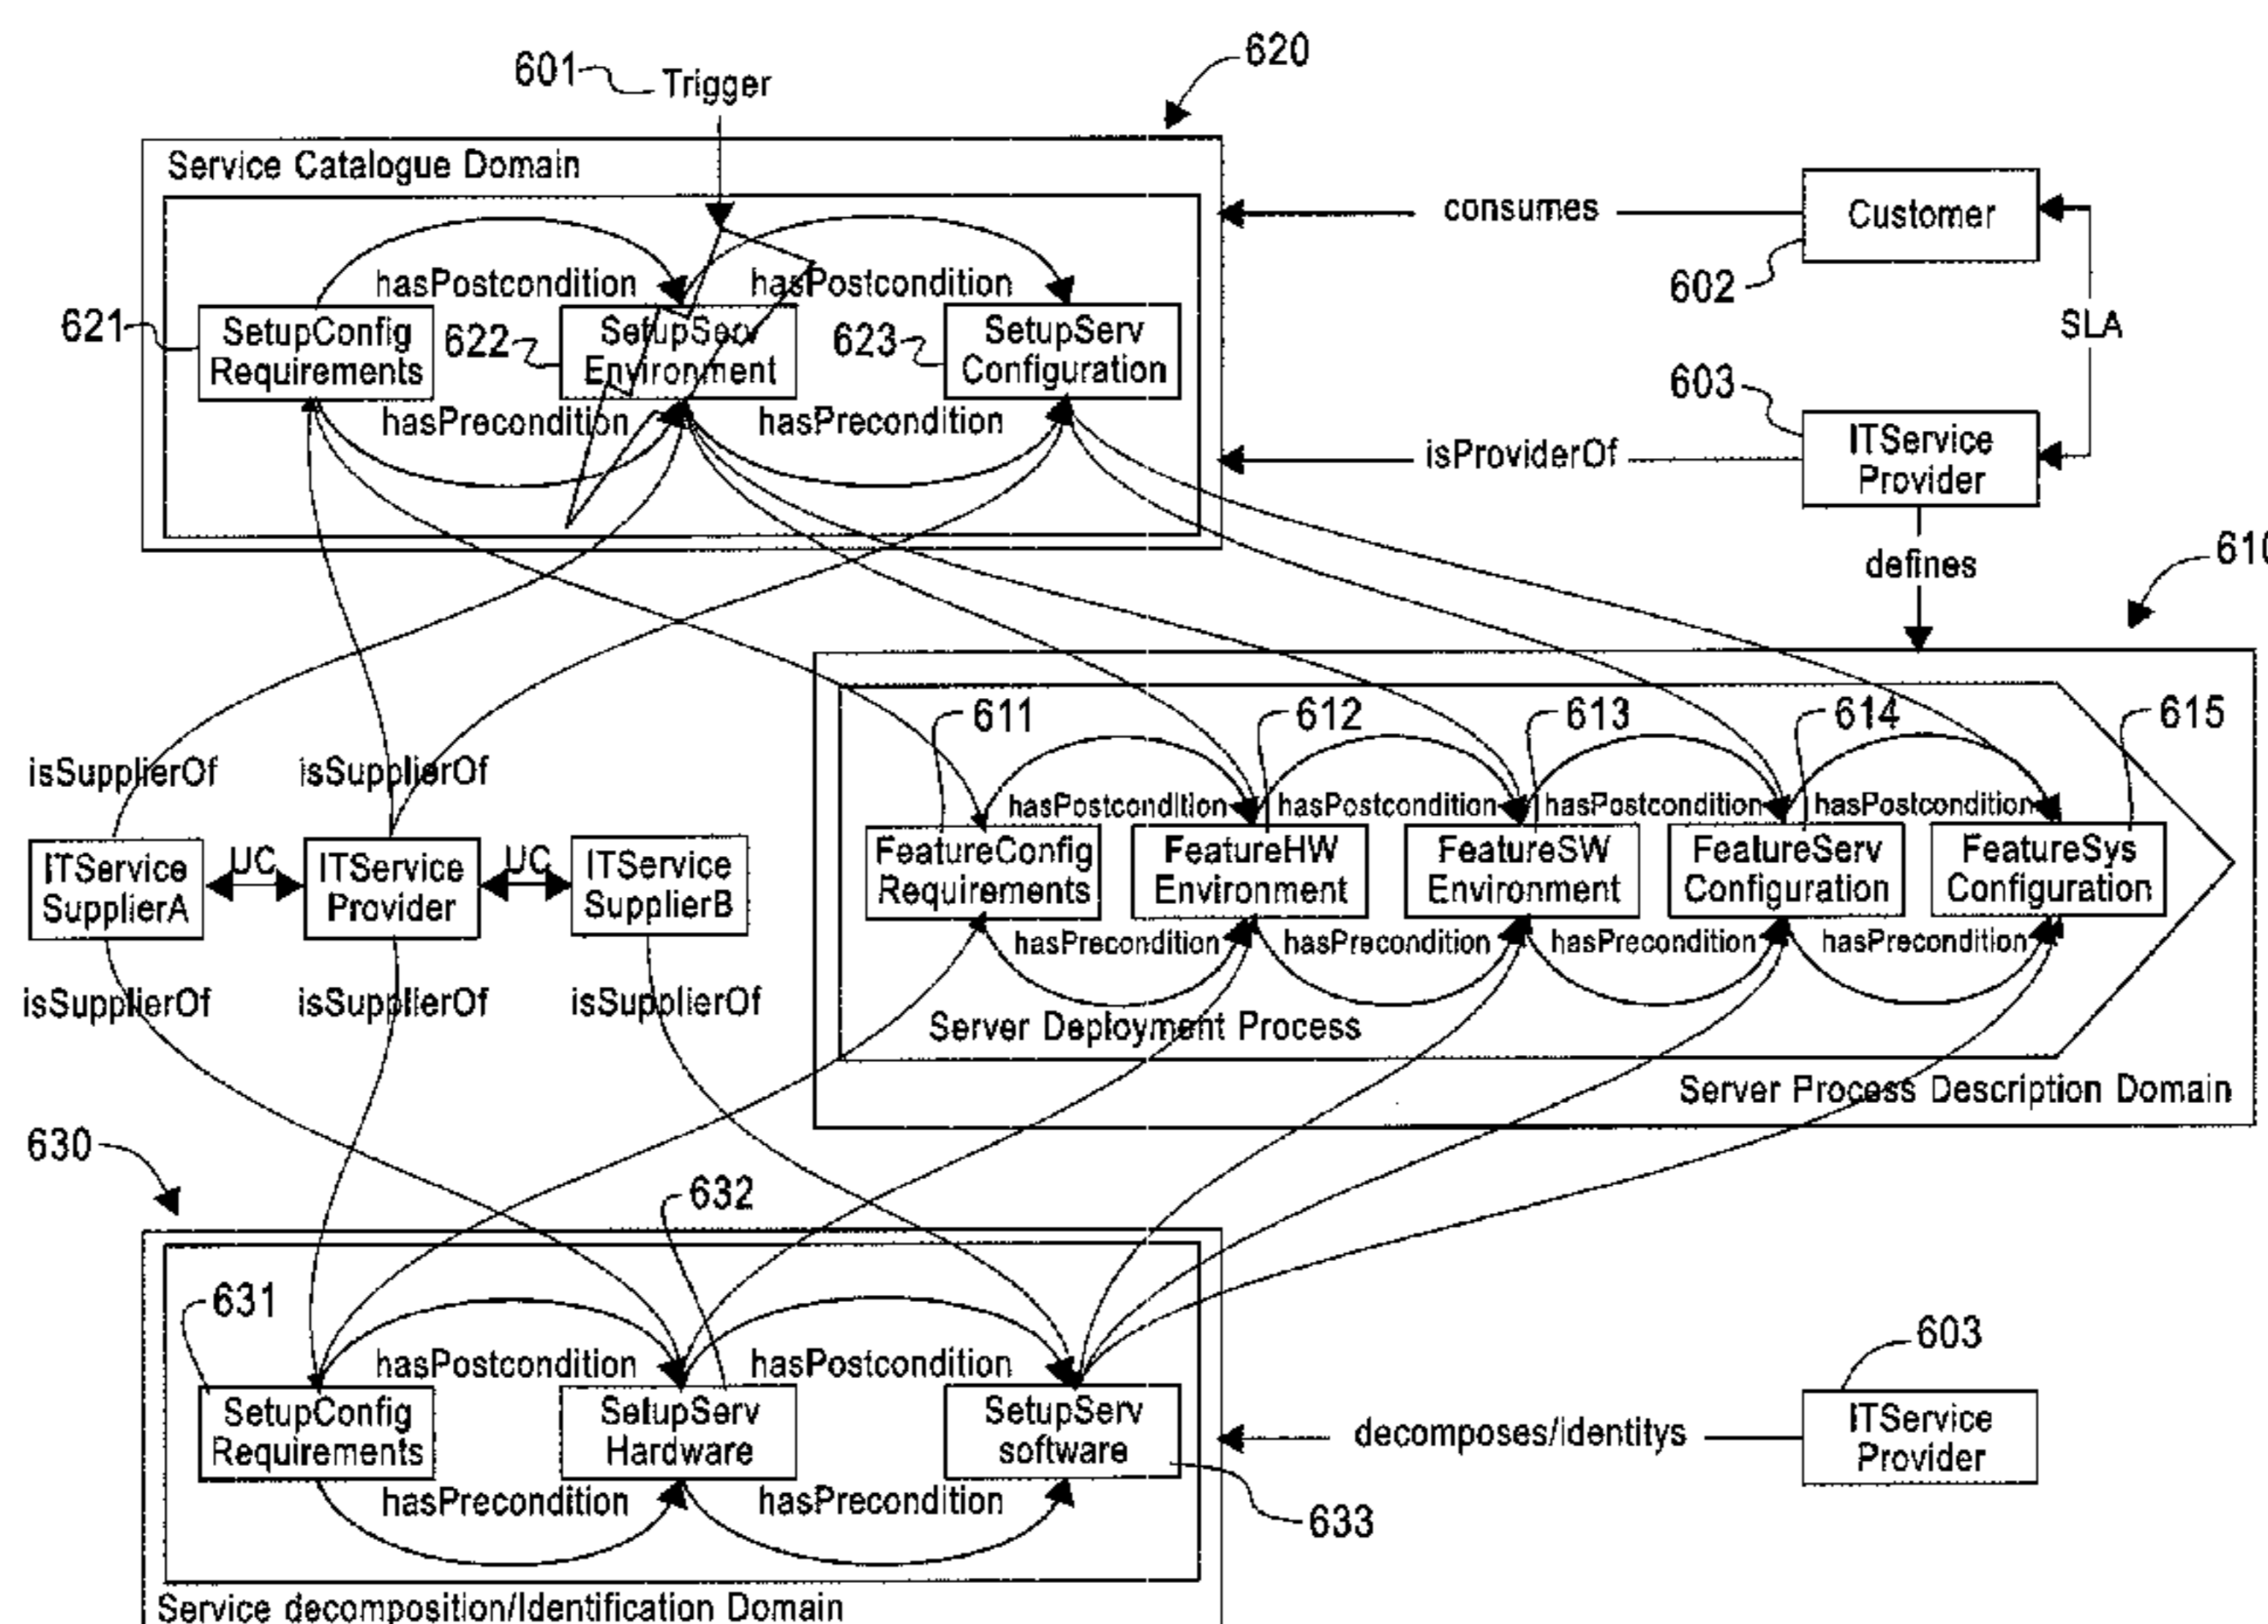 601
Trigger
620
Service Catalogue Domain
consumes
Customer
602
SLA
hasPostcondition
hasPostcondition
621
SetupConfig
Requirements
622
SetupServ
Environment
623
SetupServ
Configuration
hasPrecondition
hasPrecondition
603
isProviderOf
ITService
Provider
defines
610
611
612
613
614
615
isSupplierOf
isSupplierOf
hasPostcondition
hasPostcondition
hasPostcondition
hasPostcondition
ITService
SupplierA
UC
ITService
Provider
UC
ITService
SupplierB
FeatureConfig
Requirements
FeatureHW
Environment
FeatureSW
Environment
FeatureServ
Configuration
FeatureSys
Configuration
hasPrecondition
hasPrecondition
hasPrecondition
hasPrecondition
isSupplierOf
isSupplierOf
isSupplierOf
Server Deployment Process
Server Process Description Domain
630
632
631
hasPostcondition
hasPostcondition
603
SetupConfig
Requirements
SetupServ
Hardware
SetupServ
software
decomposes/identitys
ITService
Provider
hasPrecondition
hasPrecondition
633
Service decomposition/Identification Domain